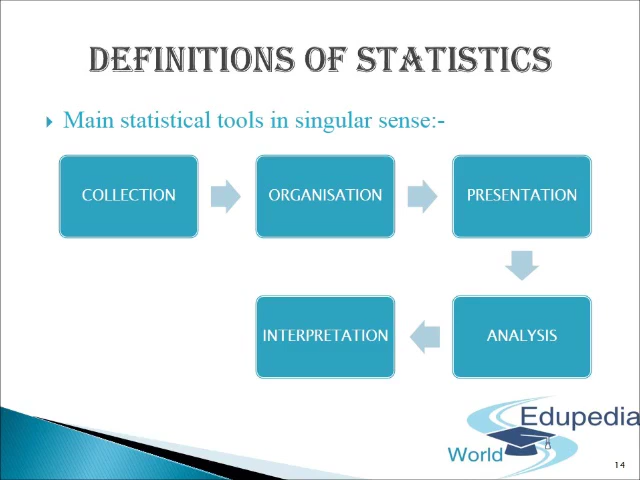 DEFINITIONS OF STATISTICS
Main statistical tools in singular sense:-
COLLECTION
ORGANISATION
PRESENTATION
ANALYSIS
INTERPRETATION
Edupedia
World
14